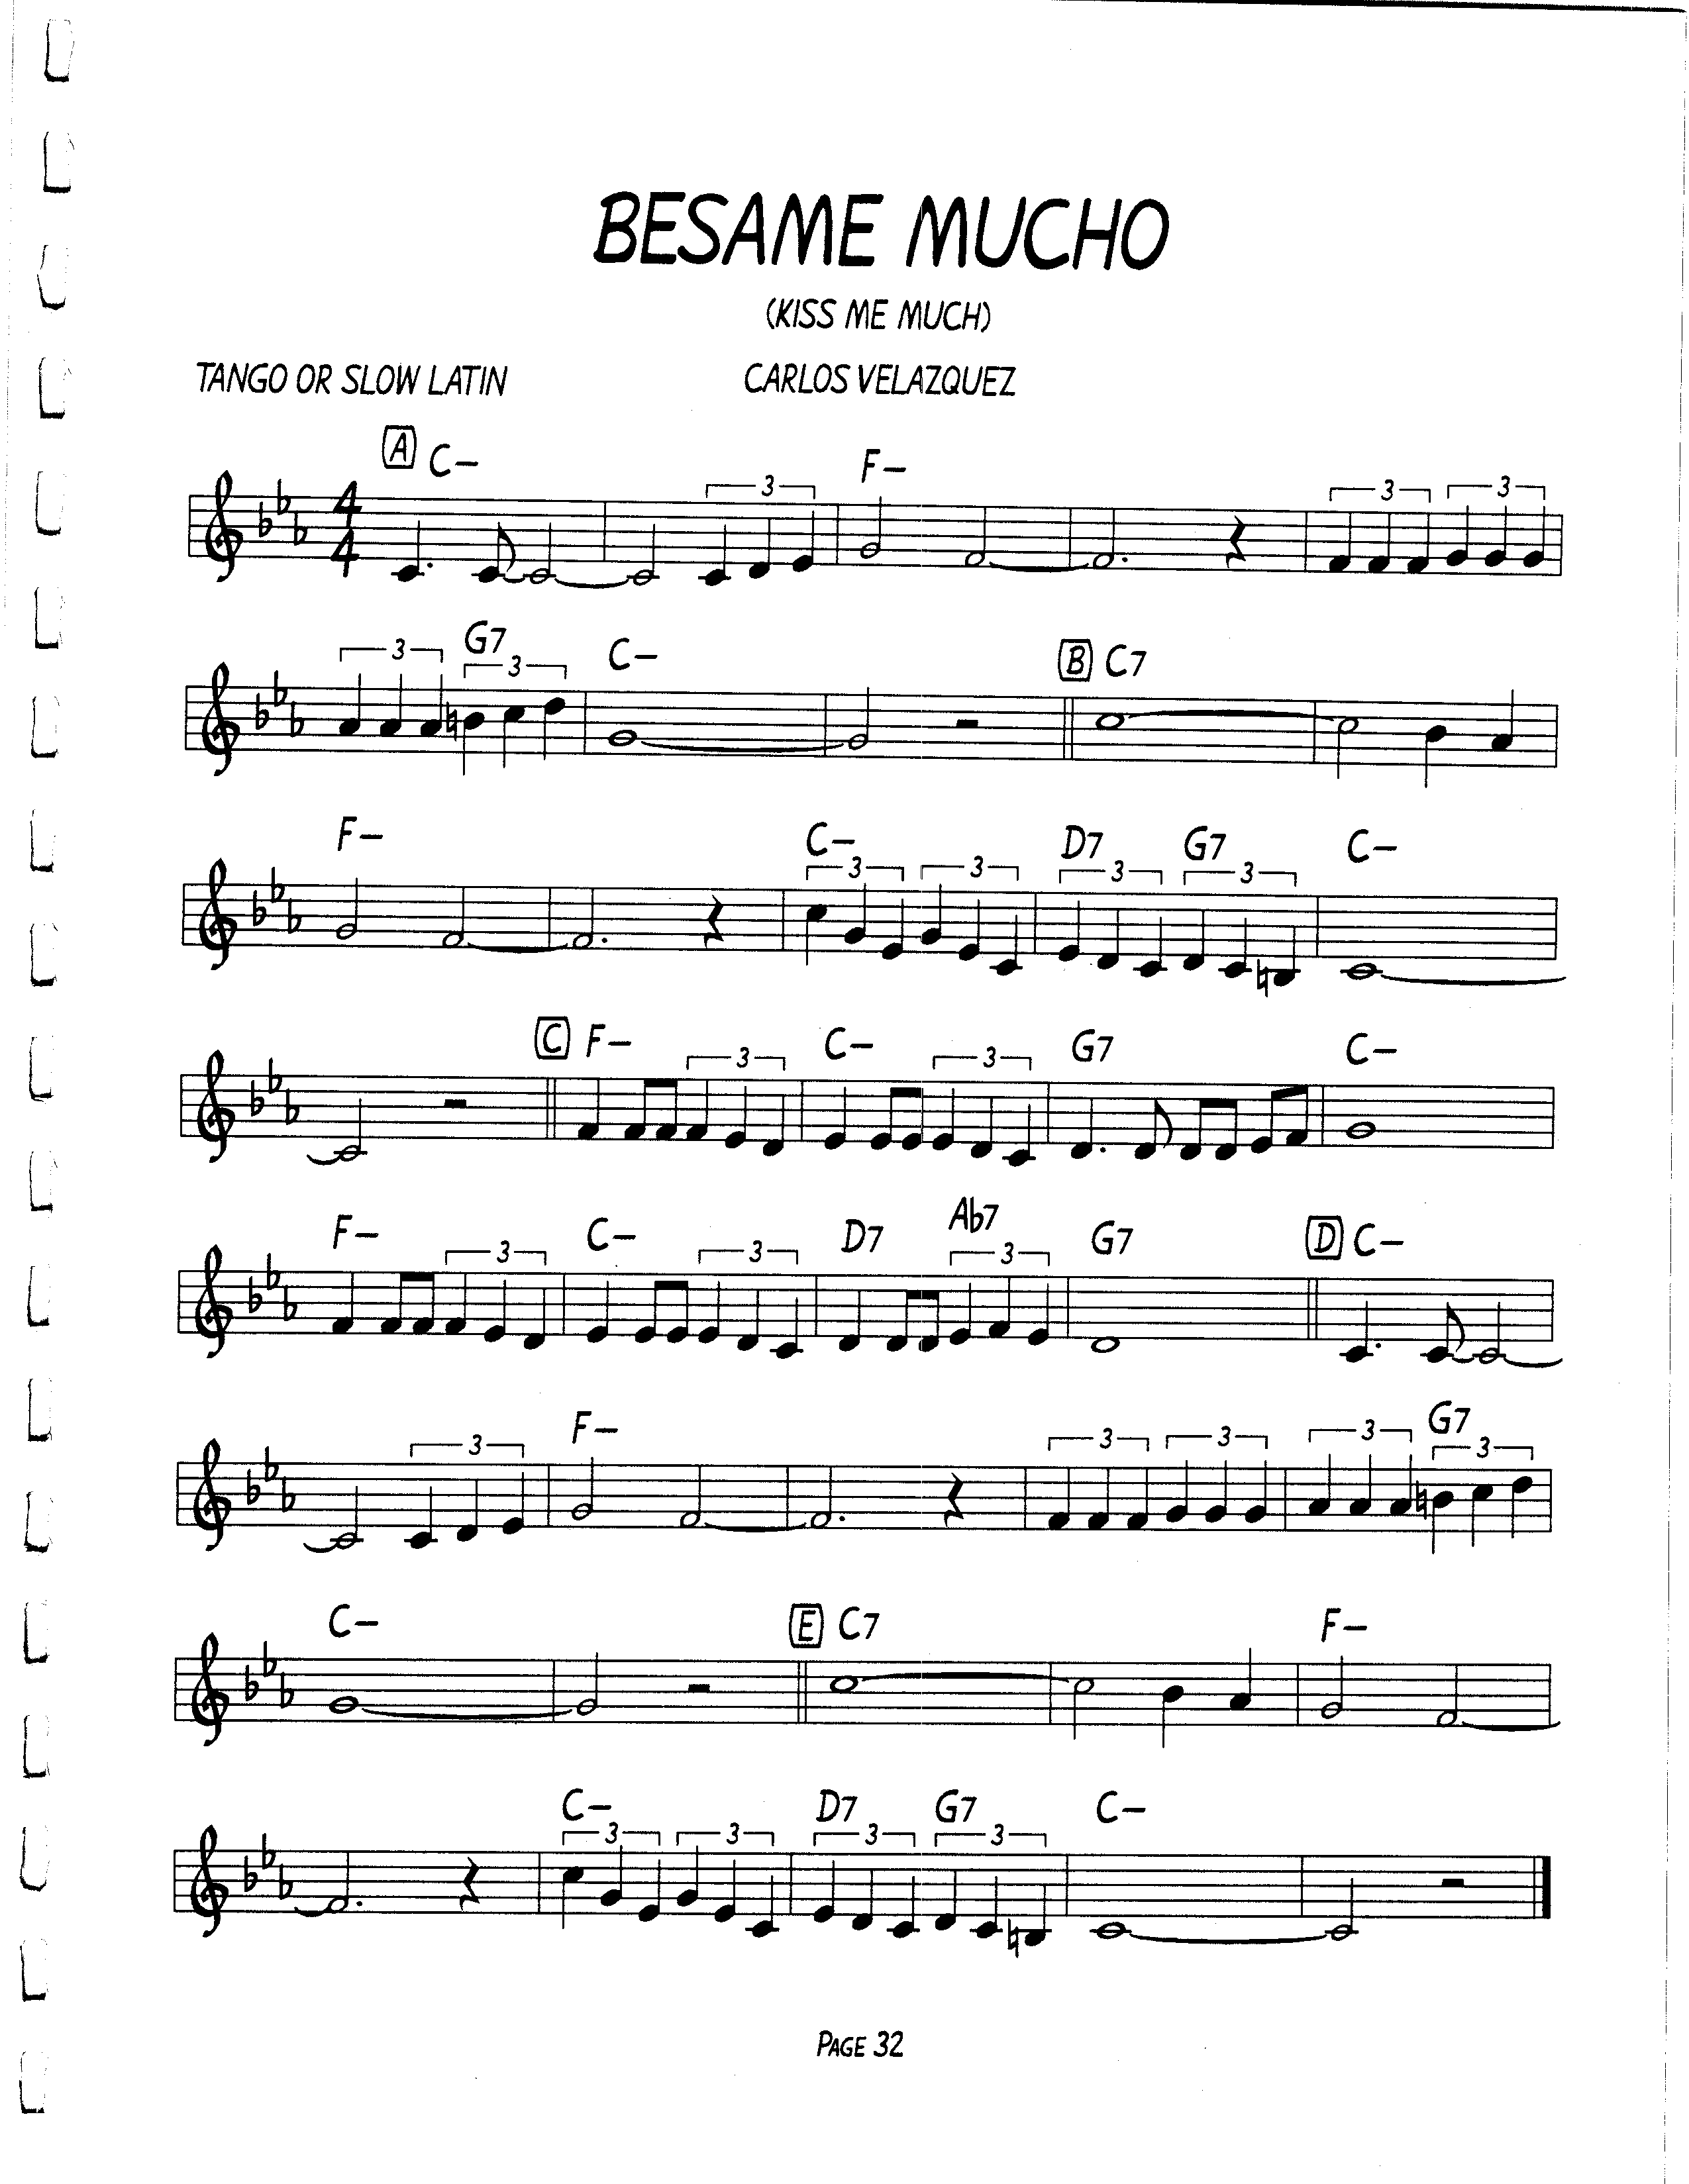 BESAME MUCHO
(KISS ME MUCH)
TANGO OR SLOW LATIN CARLOS VELAZQUEZ
A C– F–
3 3 3
4
4
G7 C– B C7
3 3
F– C– D7 G7 C–
3 3 3 3
C F– C– G7 C–
3 3
F– C– D7 Ab7 G7 D C–
3 3 3
F– G7
3 3 3 3 3
C– E C7 F–
C– D7 G7 C–
3 3 3 3
PAGE 32